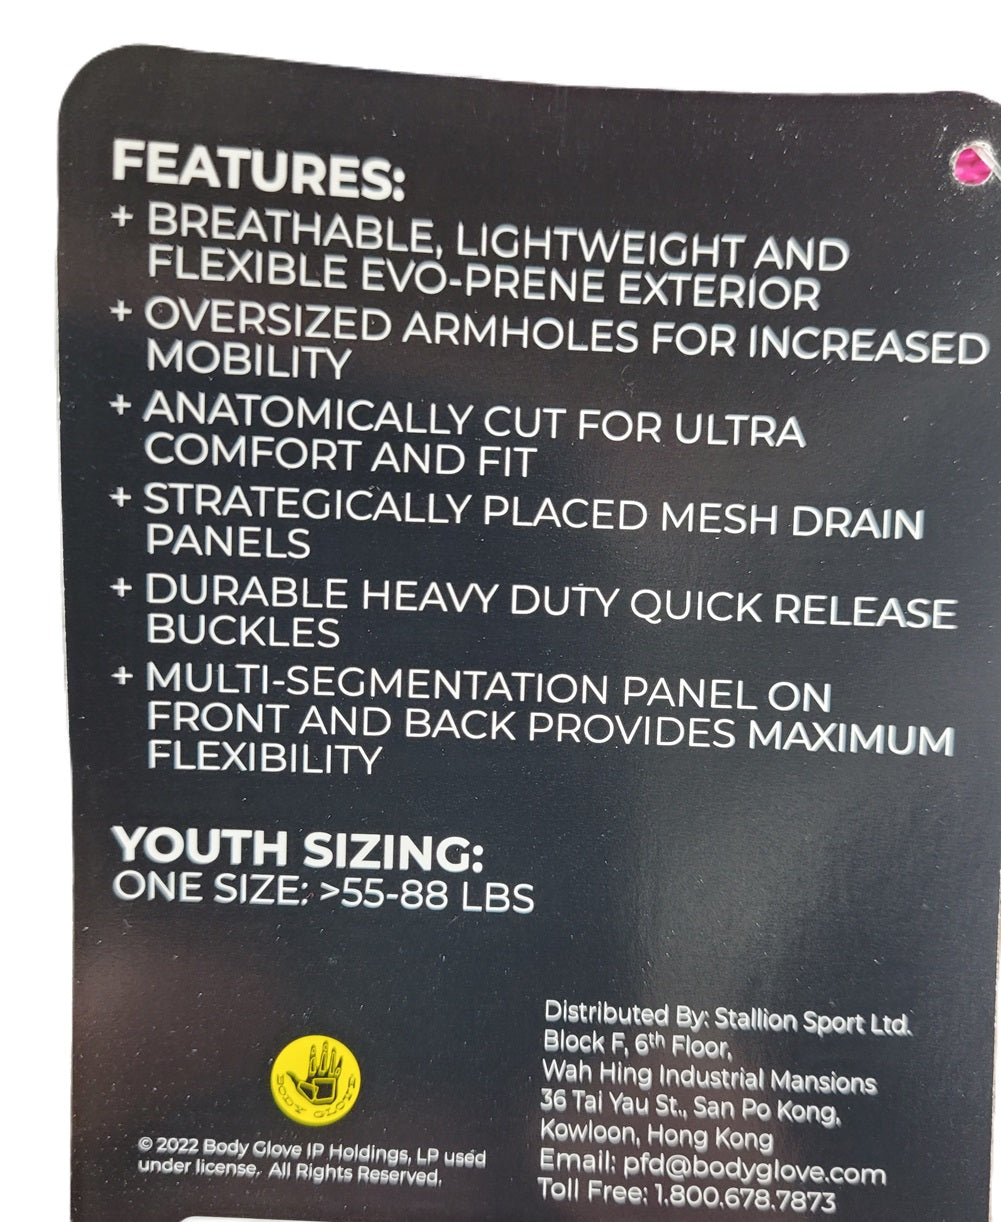 FEATURES:
+ BREATHABLE, LIGHTWEIGHT AND
FLEXIBLE EVO-PRENE EXTERIOR
+ OVERSIZED ARMHOLES FOR INCREASED
MOBILITY
+ ANATOMICALLY CUT FOR ULTRA
COMFORT AND FIT
+ STRATEGICALLY PLACED MESH DRAIN
PANELS
+ DURABLE HEAVY DUTY QUICK RELEASE
BUCKLES
+ MULTI-SEGMENTATION PANEL ON
FRONT AND BACK PROVIDES MAXIMUM
FLEXIBILITY
YOUTH SIZING:
ONE SIZE: >55-88 LBS
BODY GLOVE
© 2022 Body Glove IP Holdings, LP used
under license. All Rights Reserved.
Distributed By: Stallion Sport Ltd.
Block F, 6th Floor,
Wah Hing Industrial Mansions
36 Tai Yau St., San Po Kong,
Kowloon, Hong Kong
Email: pfd@bodyglove.com
Toll Free: 1.800.678.7873